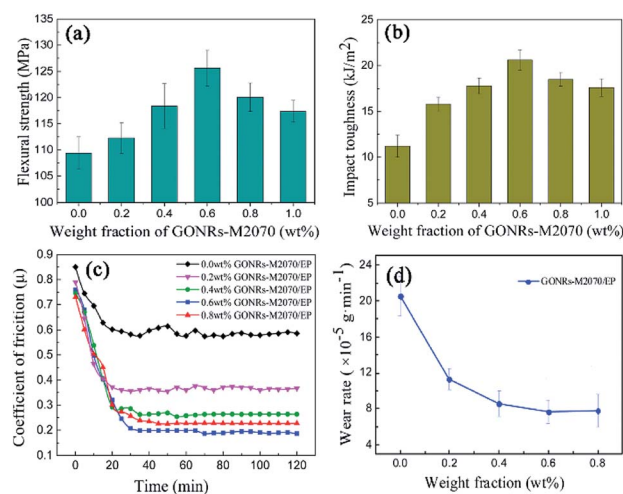 (a)
Flexural strength (MPa)
135
130
125
120
115
110
105
100
0.0 0.2 0.4 0.6 0.8 1.0
Weight fraction of GONRs-M2070 (wt%)
(b)
Impact toughness (kJ/m²)
25
20
15
10
5
0.0 0.2 0.4 0.6 0.8 1.0
Weight fraction of GONRs-M2070 (wt%)
(c)
Coefficient of friction (μ)
0.9
0.8
0.7
0.6
0.5
0.4
0.3
0.2
0.1
0.0wt% GONRs-M2070/EP
0.2wt% GONRs-M2070/EP
0.4wt% GONRs-M2070/EP
0.6wt% GONRs-M2070/EP
0.8wt% GONRs-M2070/EP
0 20 40 60 80 100 120
Time (min)
(d)
Wear rate ( ×10⁻⁵ g·min⁻¹)
24
20
16
12
8
4
GONRs-M2070/EP
0.0 0.2 0.4 0.6 0.8
Weight fraction (wt%)